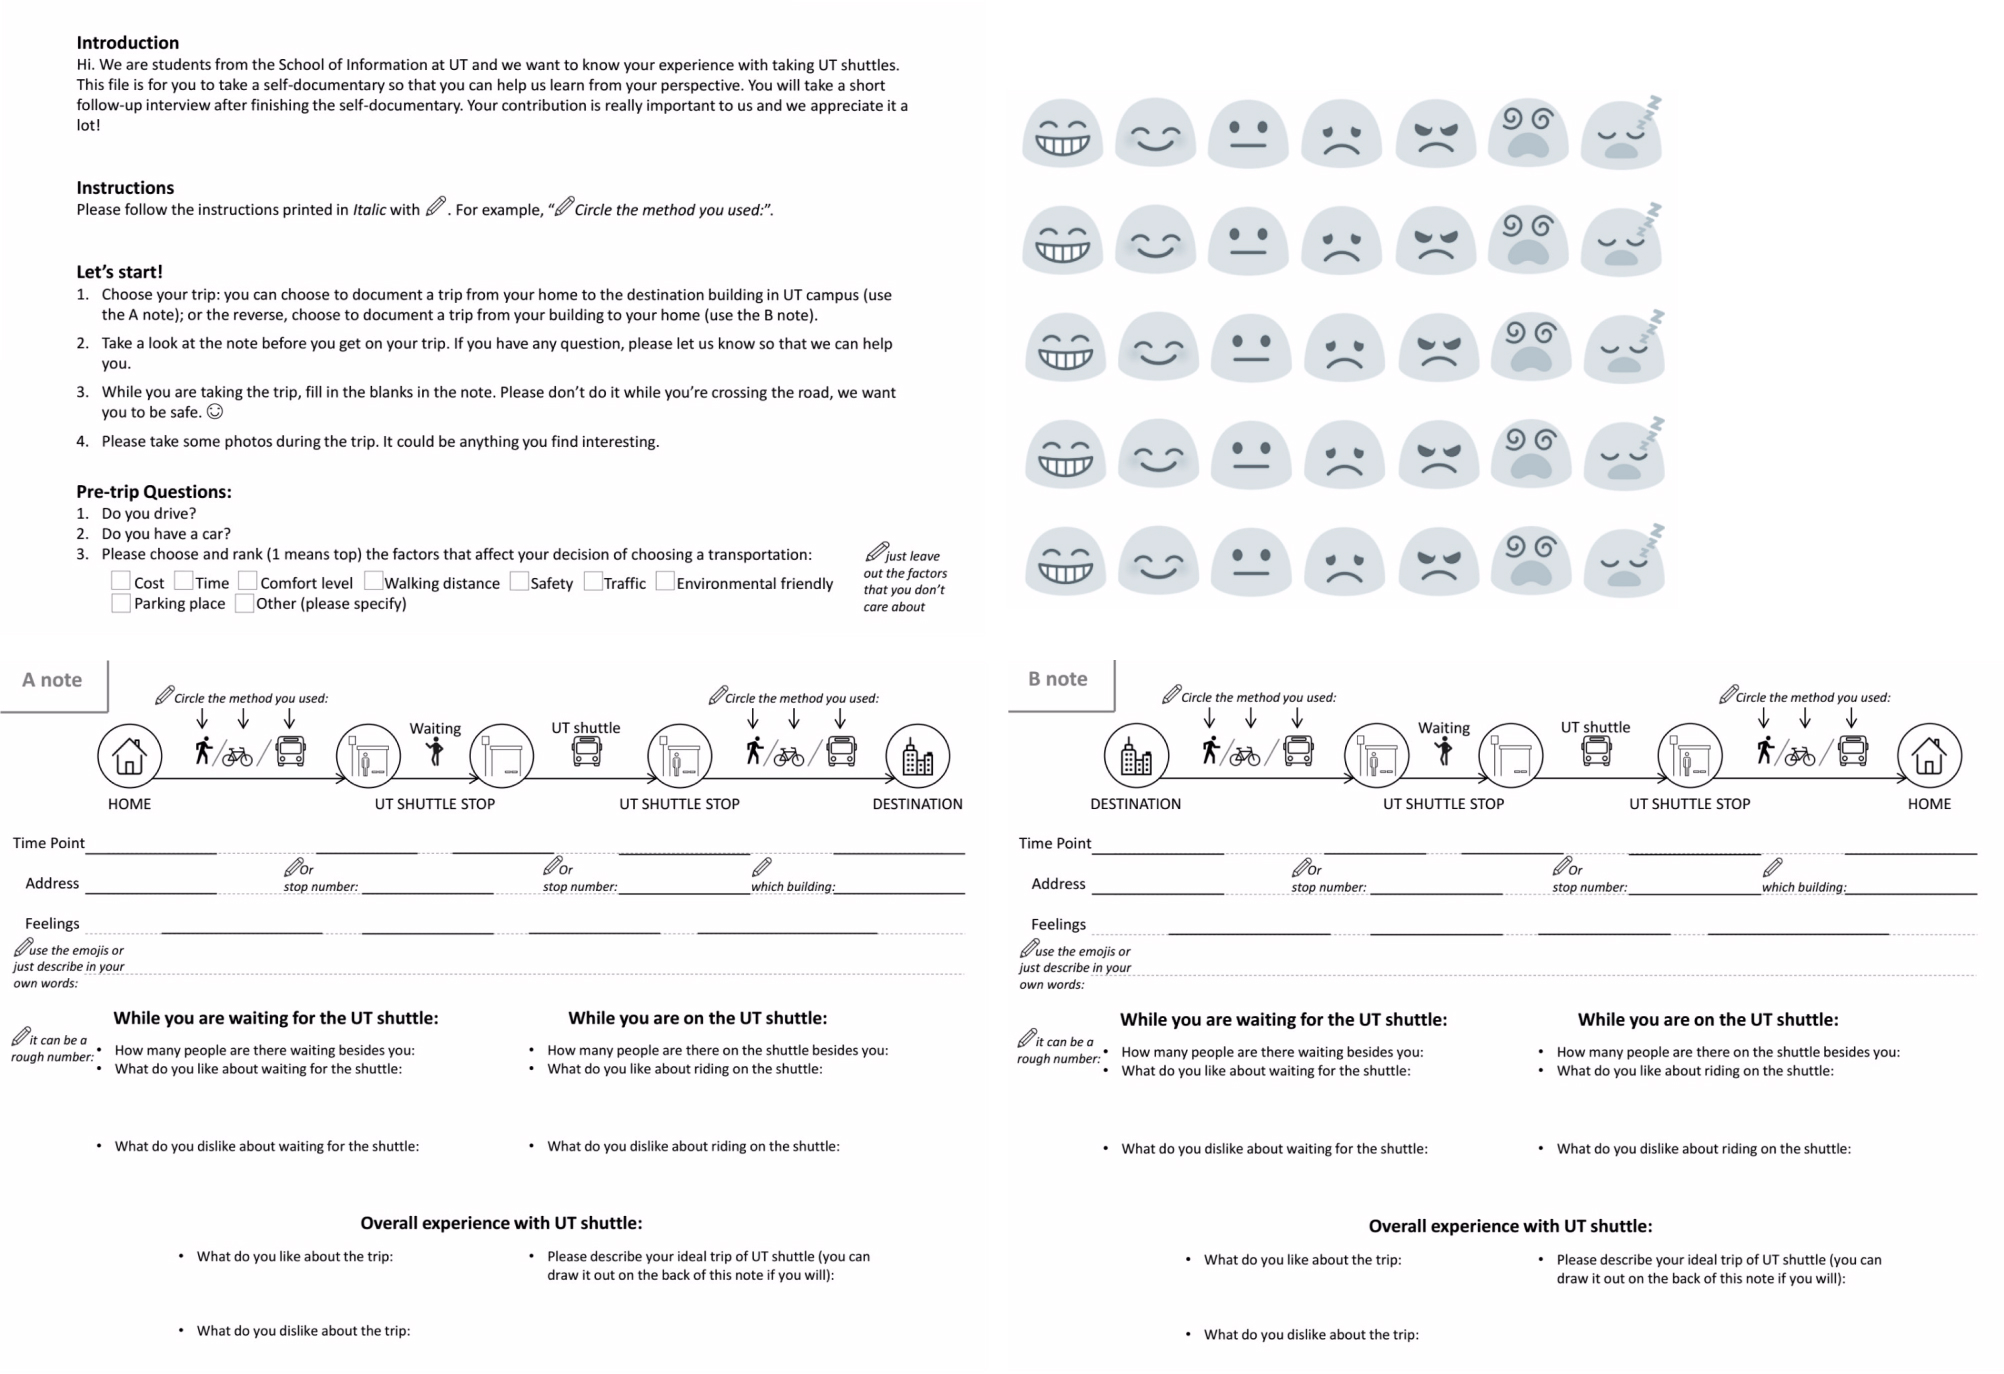 Introduction
Hi. We are students from the School of Information at UT and we want to know your experience with taking UT shuttles.
This file is for you to take a self-documentary so that you can help us learn from your perspective. You will take a short
follow-up interview after finishing the self-documentary. Your contribution is really important to us and we appreciate it a
lot!
Instructions
Please follow the instructions printed in Italic with . For example, “Circle the method you used:”.
Let’s start!
1. Choose your trip: you can choose to document a trip from your home to the destination building in UT campus (use
the A note); or the reverse, choose to document a trip from your building to your home (use the B note).
2. Take a look at the note before you get on your trip. If you have any question, please let us know so that we can help
you.
3. While you are taking the trip, fill in the blanks in the note. Please don’t do it while you’re crossing the road, we want
you to be safe. ☺
4. Please take some photos during the trip. It could be anything you find interesting.
Pre-trip Questions:
1. Do you drive?
2. Do you have a car?
3. Please choose and rank (1 means top) the factors that affect your decision of choosing a transportation:
Cost Time Comfort level Walking distance Safety Traffic Environmental friendly
Parking place Other (please specify)
just leave
out the factors
that you don’t
care about
A note
Circle the method you used: Circle the method you used:
Waiting UT shuttle
HOME UT SHUTTLE STOP UT SHUTTLE STOP DESTINATION
Time Point
Or Or
Address stop number: stop number: which building:
Feelings
use the emojis or
just describe in your
own words:
While you are waiting for the UT shuttle:
it can be a
rough number:
• How many people are there waiting besides you:
• What do you like about waiting for the shuttle:
• What do you dislike about waiting for the shuttle:
While you are on the UT shuttle:
• How many people are there on the shuttle besides you:
• What do you like about riding on the shuttle:
• What do you dislike about riding on the shuttle:
Overall experience with UT shuttle:
• What do you like about the trip:
• What do you dislike about the trip:
• Please describe your ideal trip of UT shuttle (you can
draw it out on the back of this note if you will):
B note
Circle the method you used: Circle the method you used:
Waiting UT shuttle
DESTINATION UT SHUTTLE STOP UT SHUTTLE STOP HOME
Time Point
Or Or
Address stop number: stop number: which building:
Feelings
use the emojis or
just describe in your
own words:
While you are waiting for the UT shuttle:
it can be a
rough number:
• How many people are there waiting besides you:
• What do you like about waiting for the shuttle:
• What do you dislike about waiting for the shuttle:
While you are on the UT shuttle:
• How many people are there on the shuttle besides you:
• What do you like about riding on the shuttle:
• What do you dislike about riding on the shuttle:
Overall experience with UT shuttle:
• What do you like about the trip:
• What do you dislike about the trip:
• Please describe your ideal trip of UT shuttle (you can
draw it out on the back of this note if you will):